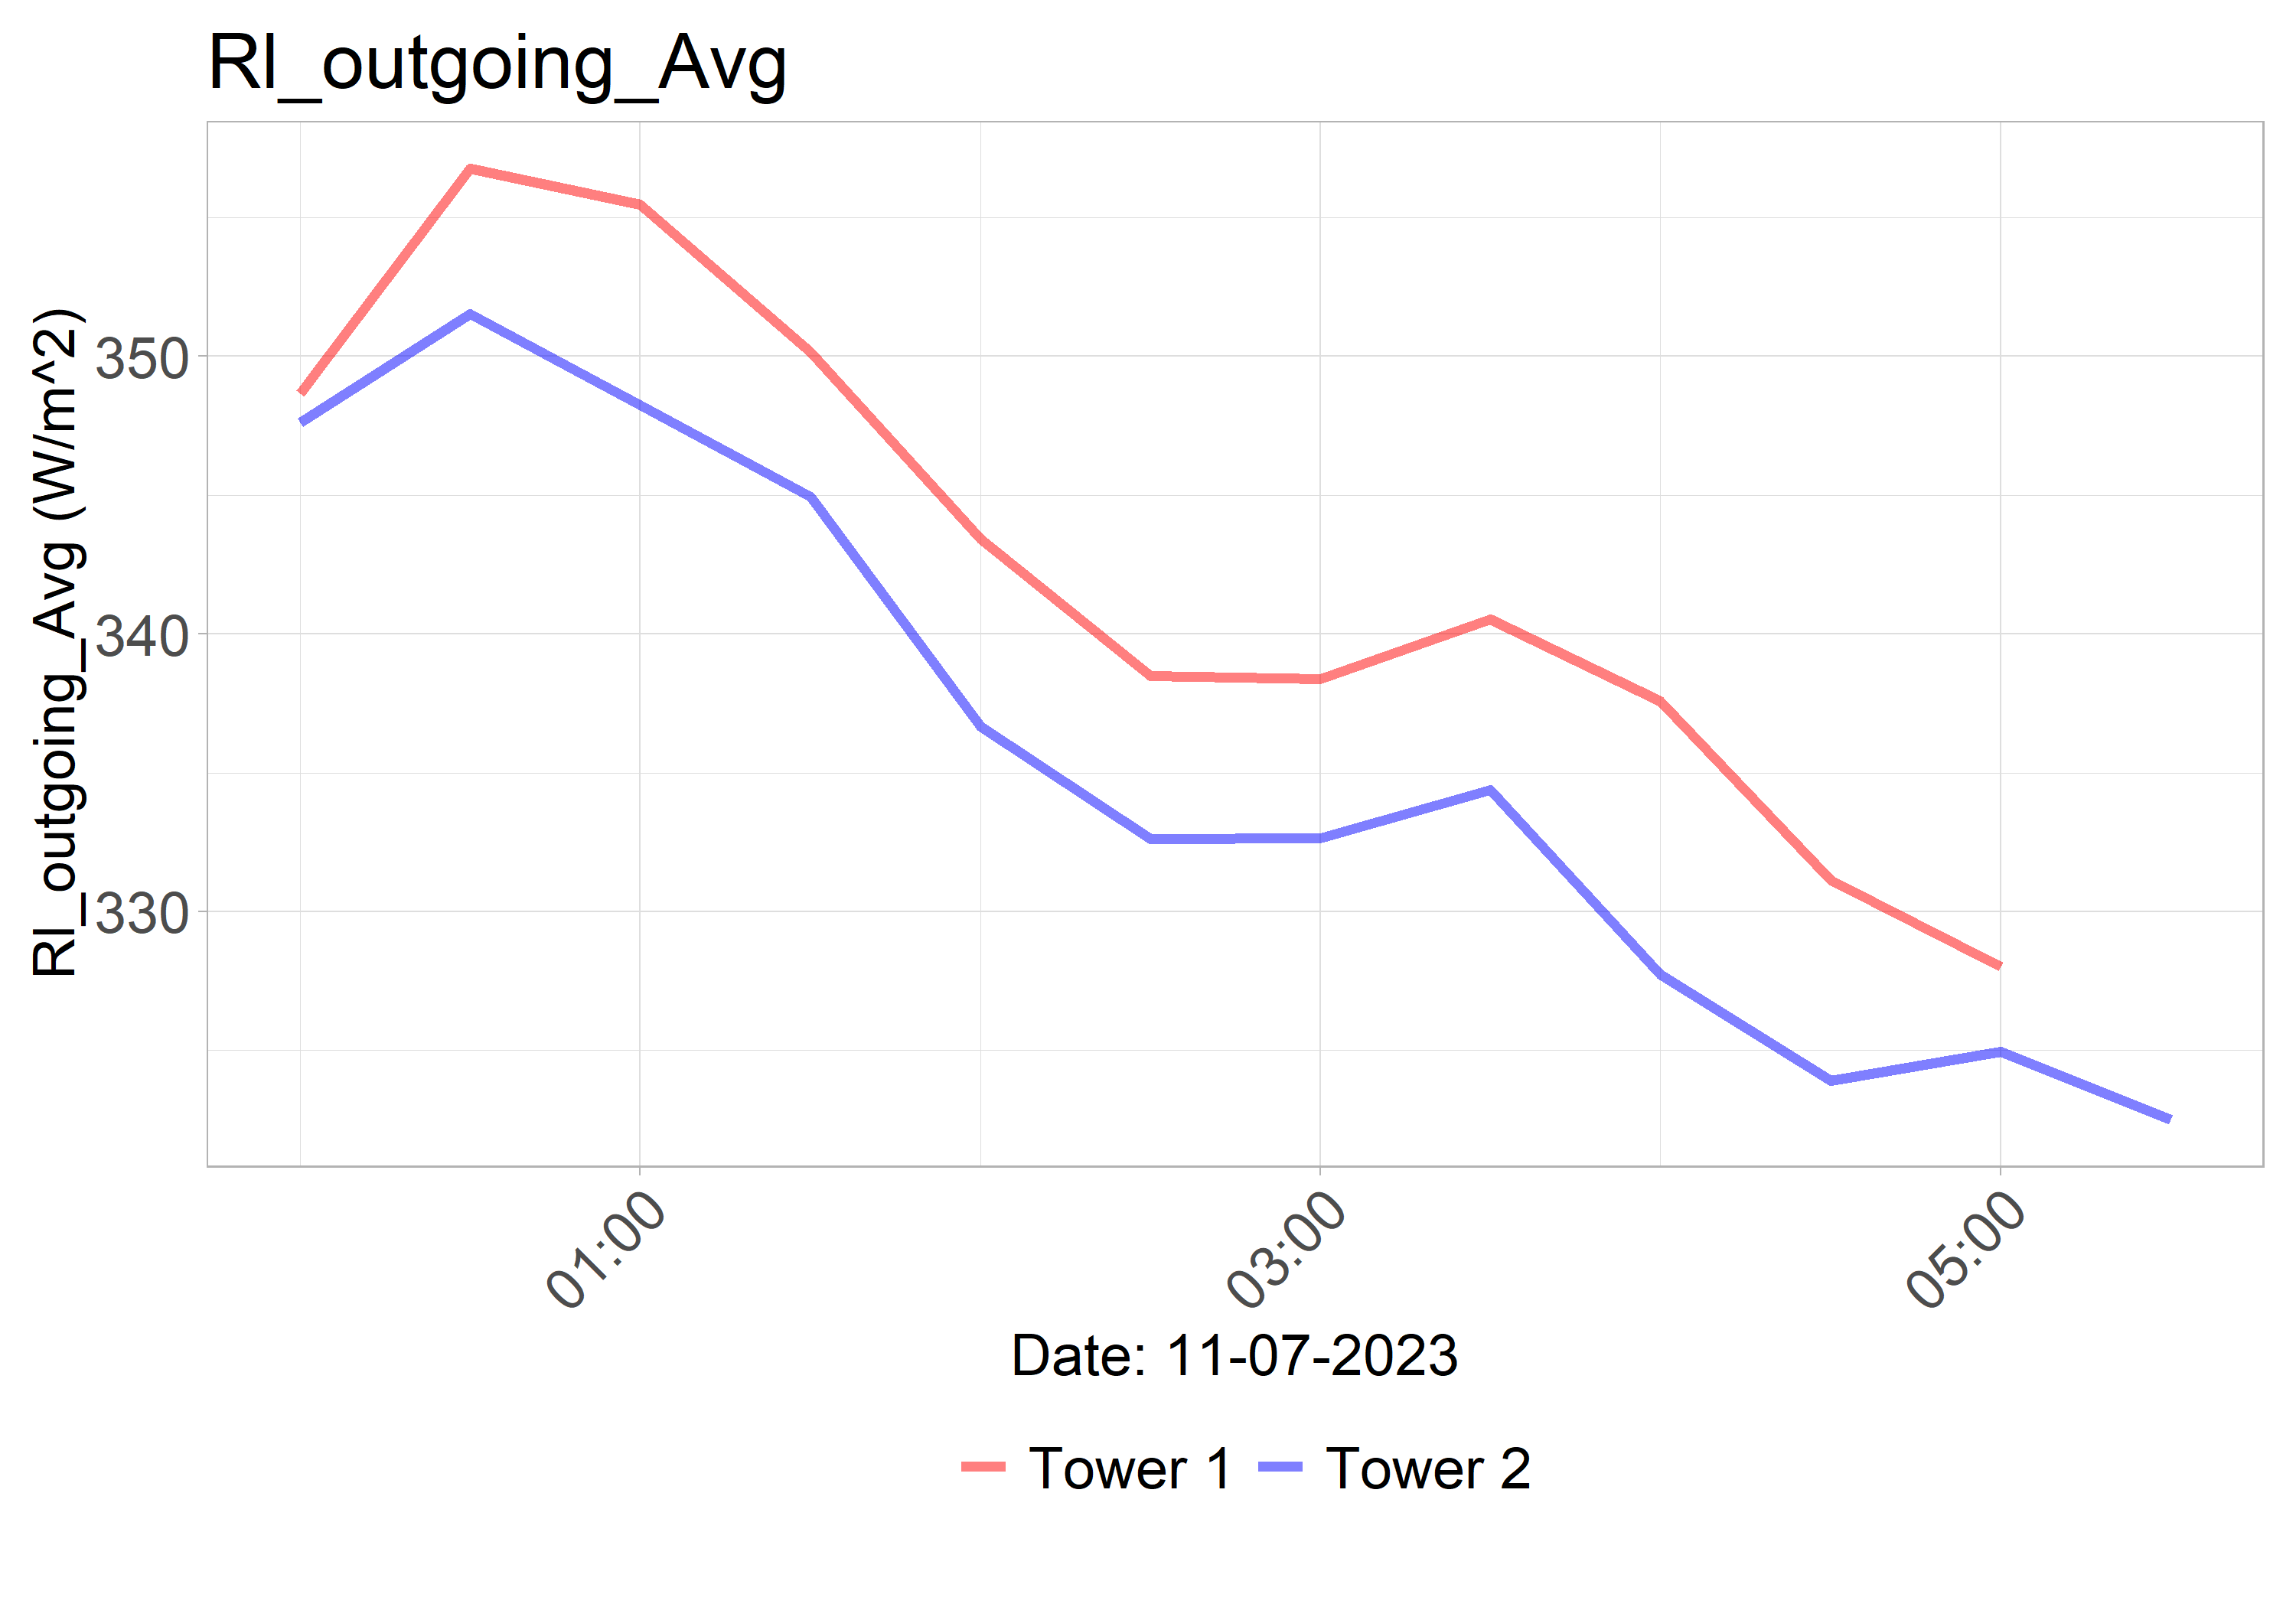 Rl_outgoing_Avg
Rl_outgoing_Avg (W/m^2)
350
340
330
01:00
03:00
05:00
Date: 11-07-2023
Tower 1
Tower 2